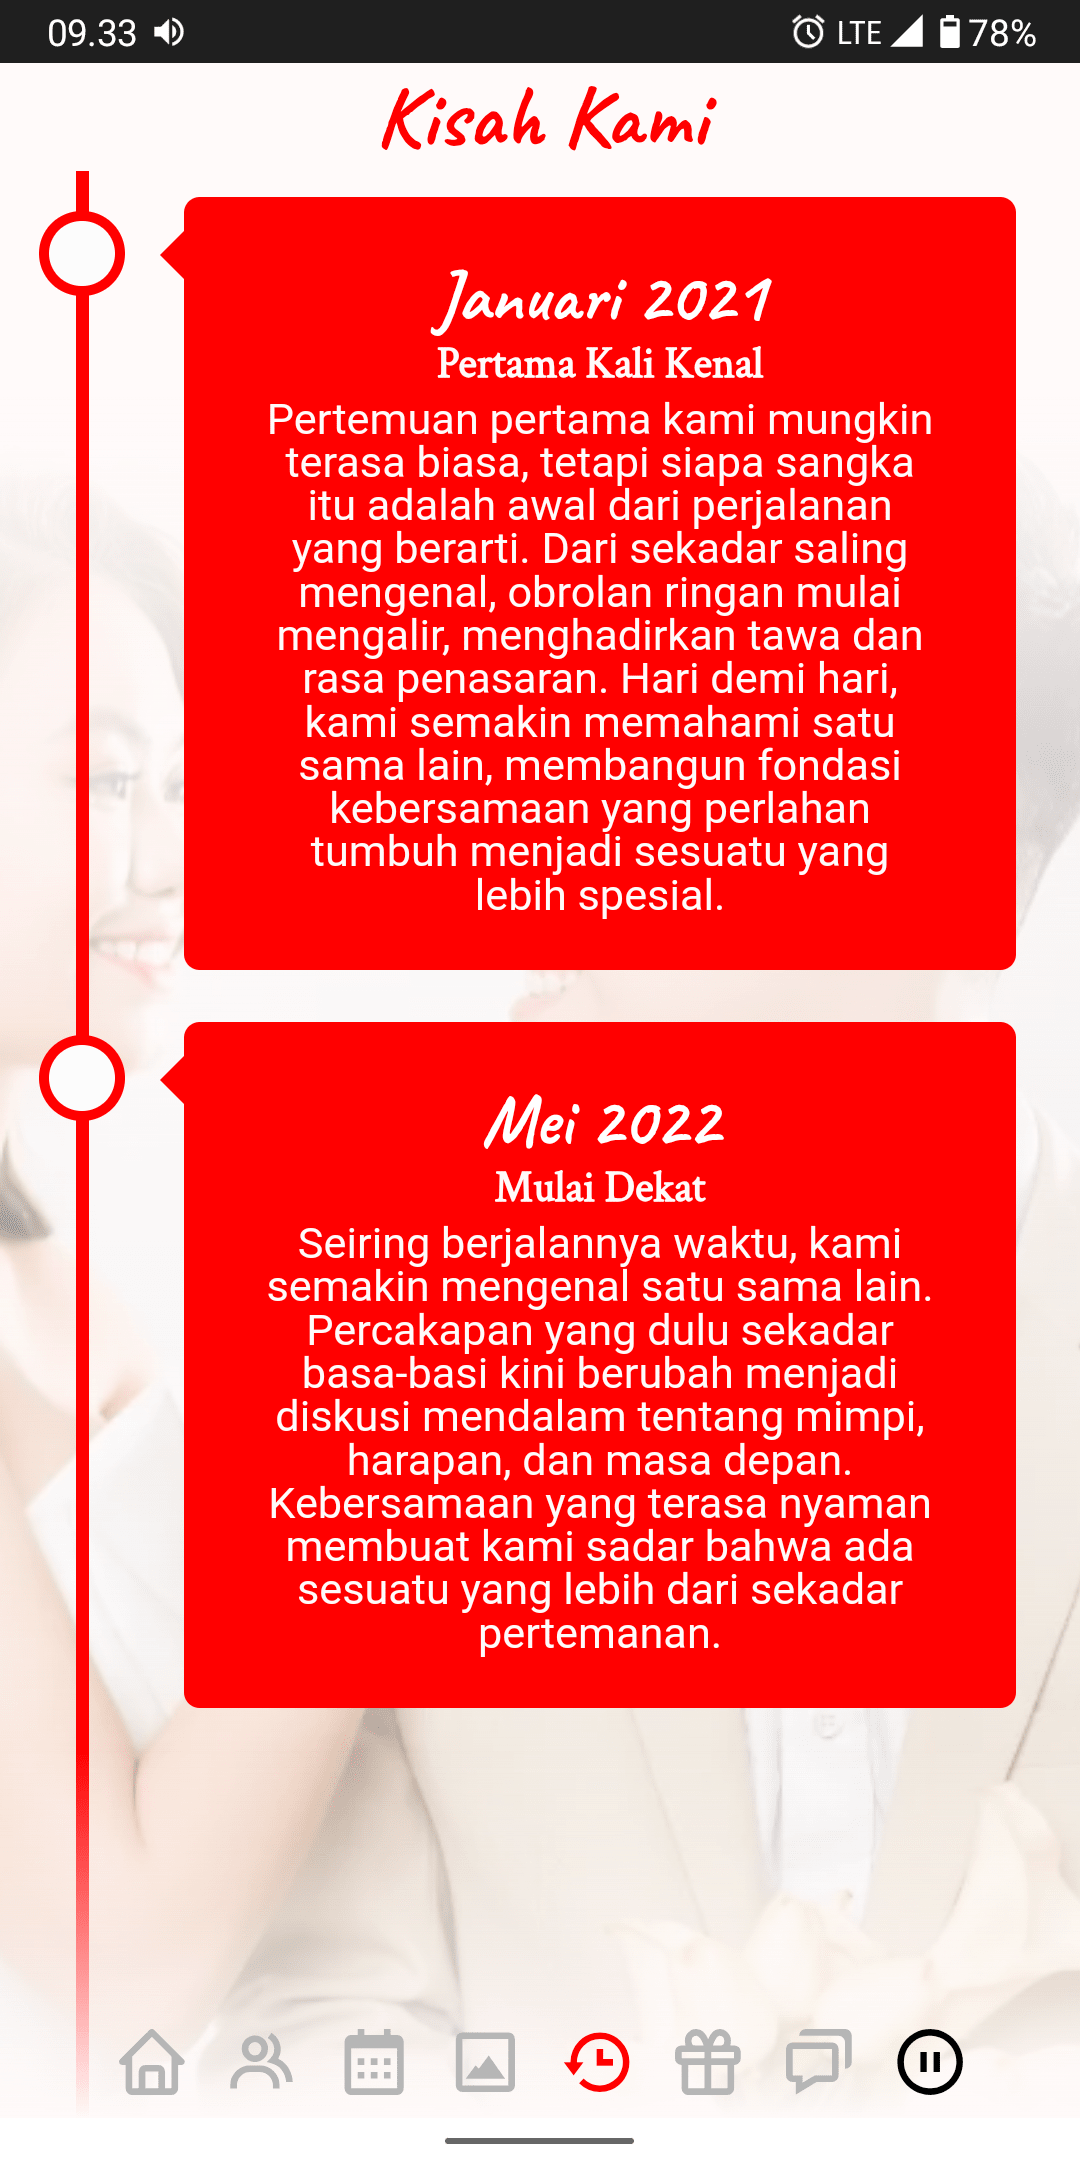 09.33
LTE
78%
Kisah Kami
Januari 2021
Pertama Kali Kenal
Pertemuan pertama kami mungkin
terasa biasa, tetapi siapa sangka
itu adalah awal dari perjalanan
yang berarti. Dari sekadar saling
mengenal, obrolan ringan mulai
mengalir, menghadirkan tawa dan
rasa penasaran. Hari demi hari,
kami semakin memahami satu
sama lain, membangun fondasi
kebersamaan yang perlahan
tumbuh menjadi sesuatu yang
lebih spesial.
Mei 2022
Mulai Dekat
Seiring berjalannya waktu, kami
semakin mengenal satu sama lain.
Percakapan yang dulu sekadar
basa-basi kini berubah menjadi
diskusi mendalam tentang mimpi,
harapan, dan masa depan.
Kebersamaan yang terasa nyaman
membuat kami sadar bahwa ada
sesuatu yang lebih dari sekadar
pertemanan.